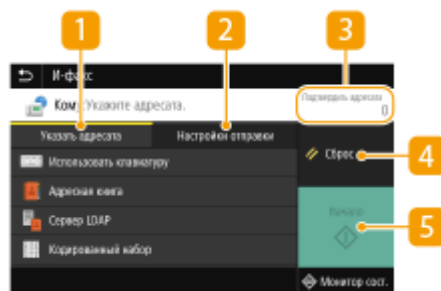 1
2
3
И-факс
Кому: Укажите адресата.
Подтвердить адресата
0
Указать адресата
Настройки отправки
Использовать клавиатуру
Сброс
4
Адресная книга
Сервер LDAP
Начало
5
Кодированный набор
Монитор сост.